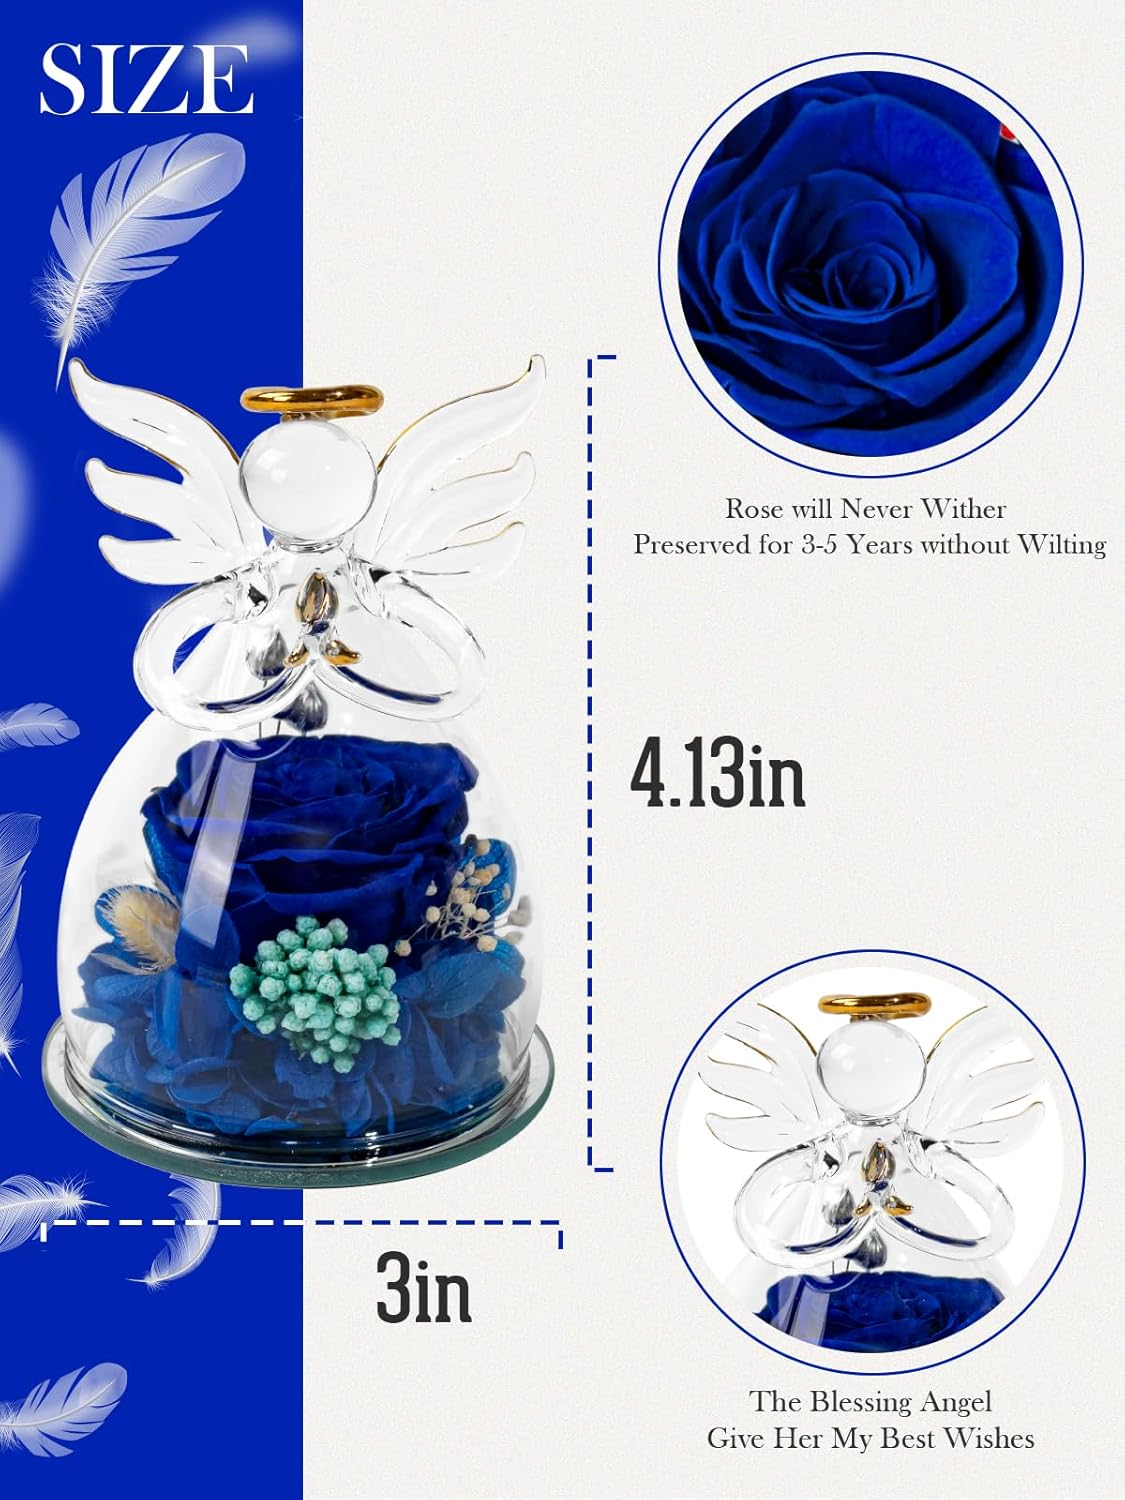 SIZE
Rose will Never Wither
Preserved for 3-5 Years without Wilting
4.13in
3in
The Blessing Angel
Give Her My Best Wishes